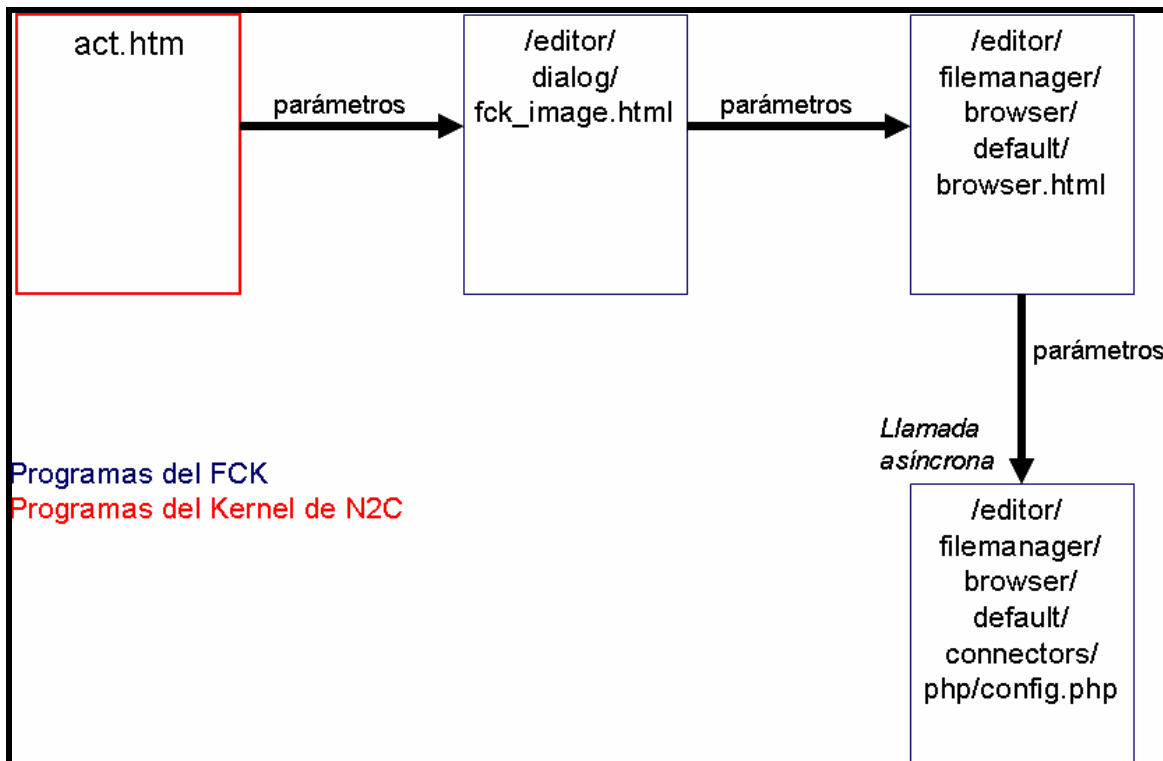 act.htm
parámetros
/editor/
dialog/
fck_image.html
parámetros
/editor/
filemanager/
browser/
default/
browser.html
parámetros
Llamada
asíncrona
/editor/
filemanager/
browser/
default/
connectors/
php/config.php
Programas del FCK
Programas del Kernel de N2C